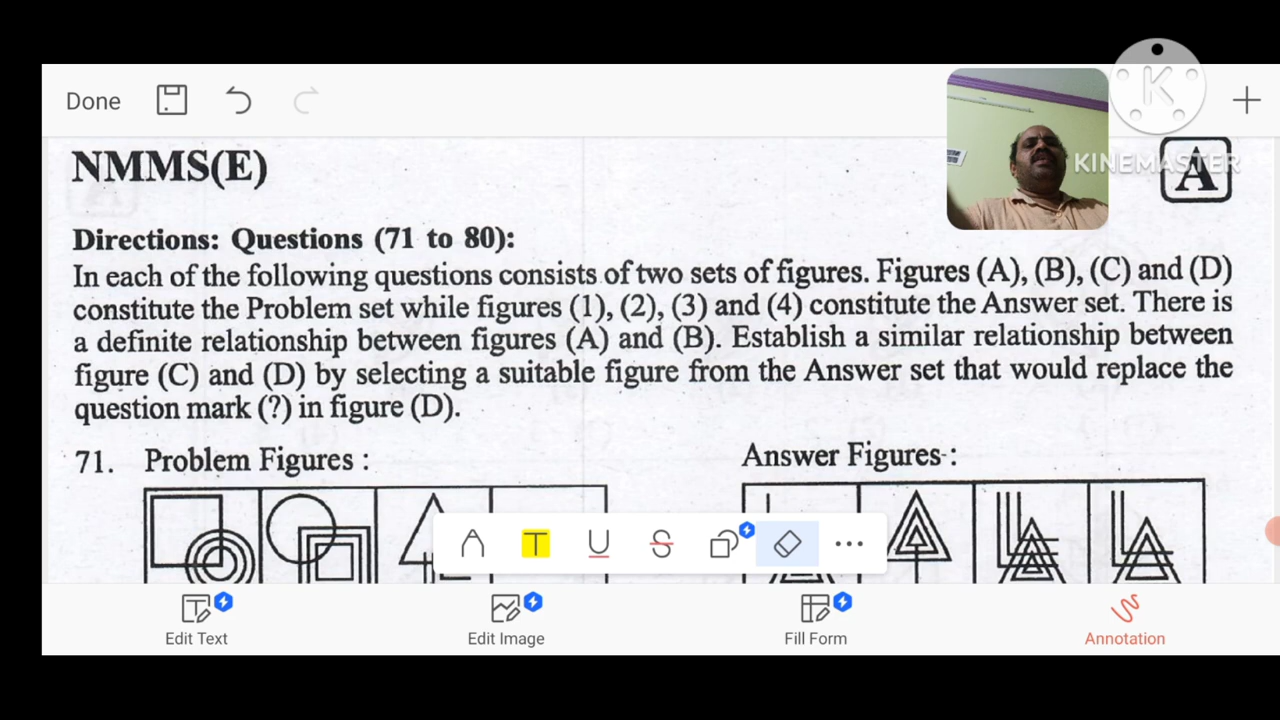 Done
KINEMASTER
NMMS(E)
A
Directions: Questions (71 to 80):
In each of the following questions consists of two sets of figures. Figures (A), (B), (C) and (D)
constitute the Problem set while figures (1), (2), (3) and (4) constitute the Answer set. There is
a definite relationship between figures (A) and (B). Establish a similar relationship between
figure (C) and (D) by selecting a suitable figure from the Answer set that would replace the
question mark (?) in figure (D).
71. Problem Figures :
Answer Figures :
Edit Text
Edit Image
Fill Form
Annotation